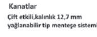 Kanatlar
Çift etkili,kalınlık 12,7 mm
yağlanabilir tip menteşe sistemi